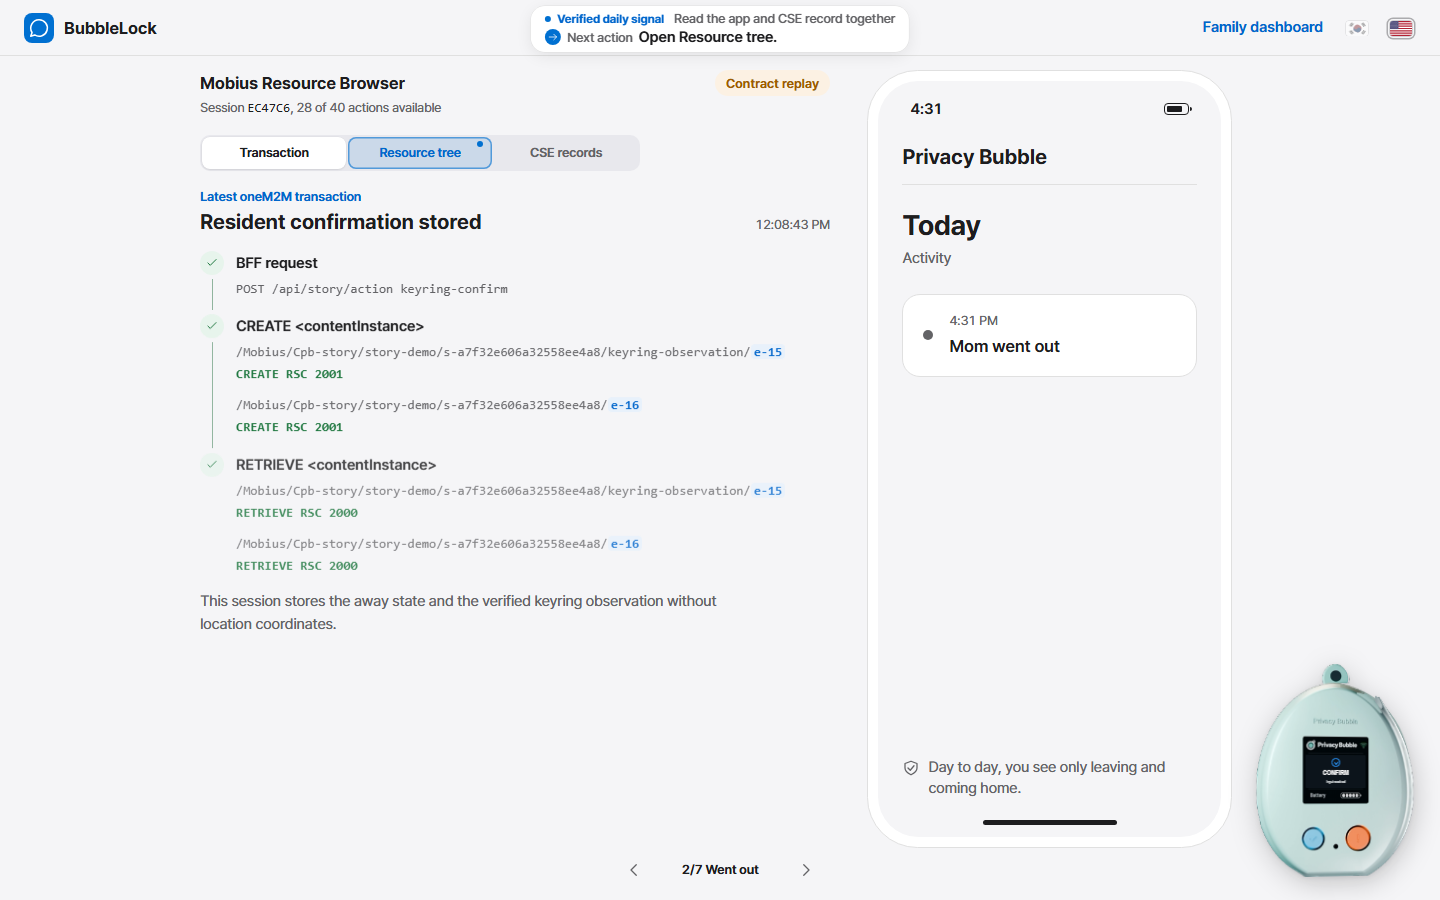 BubbleLock
Verified daily signal Read the app and CSE record together
Next action Open Resource tree.
Family dashboard
Mobius Resource Browser
Contract replay
Session EC47C6, 28 of 40 actions available
Transaction
Resource tree
CSE records
Latest oneM2M transaction
Resident confirmation stored
12:08:43 PM
BFF request
POST /api/story/action keyring-confirm
CREATE <contentInstance>
/Mobius/Cpb-story/story-demo/s-a7f32e606a32558ee4a8/keyring-observation/e-15
CREATE RSC 2001
/Mobius/Cpb-story/story-demo/s-a7f32e606a32558ee4a8/e-16
CREATE RSC 2001
RETRIEVE <contentInstance>
/Mobius/Cpb-story/story-demo/s-a7f32e606a32558ee4a8/keyring-observation/e-15
RETRIEVE RSC 2000
/Mobius/Cpb-story/story-demo/s-a7f32e606a32558ee4a8/e-16
RETRIEVE RSC 2000
This session stores the away state and the verified keyring observation without
location coordinates.
2/7 Went out
4:31
Privacy Bubble
Today
Activity
4:31 PM
Mom went out
Day to day, you see only leaving and
coming home.
Privacy Bubble
Privacy Bubble
CONFIRM
Battery